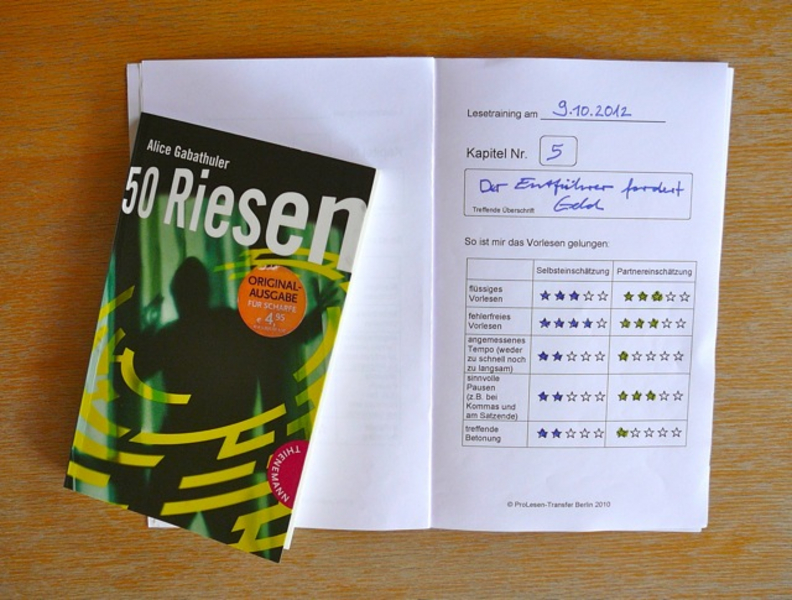 Alice Gabathuler
50 Riesen
ORIGINAL-
AUSGABE
FÜR SCHARFE
€ 4,95
THIENEMANN
Lesetraining am 9.10.2012
Kapitel Nr. 5
Der Entführer fordert
Geld
Treffende Überschrift
So ist mir das Vorlesen gelungen:
Selbsteinschätzung Partnereinschätzung
flüssiges
Vorlesen
fehlerfreies
Vorlesen
angemessenes
Tempo (weder
zu schnell noch
zu langsam)
sinnvolle
Pausen
(z.B. bei
Kommas und
am Satzende)
treffende
Betonung
© ProLesen-Transfer Berlin 2010